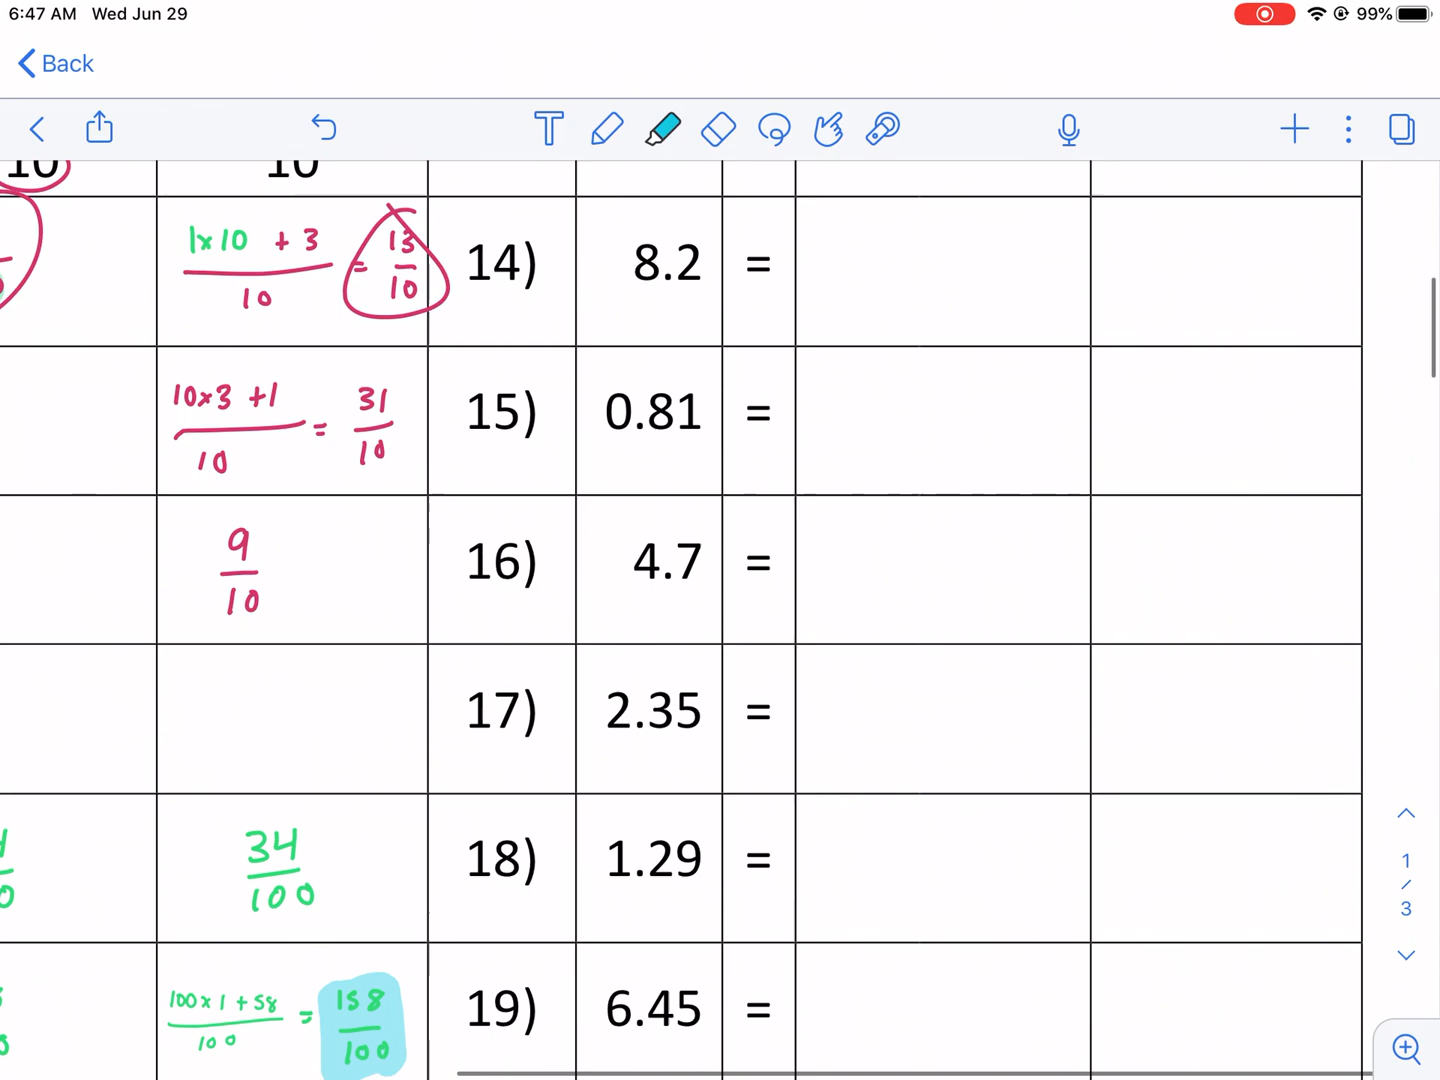 6:47 AM Wed Jun 29
99%
Back
T
10
10
1x10 + 3
10
=
13
10
14) 8.2 =
10x3 +1
10
=
31
10
15) 0.81 =
9
10
16) 4.7 =
17) 2.35 =
34
100
18) 1.29 =
100x1 + 58
100
=
158
100
19) 6.45 =
1
/
3